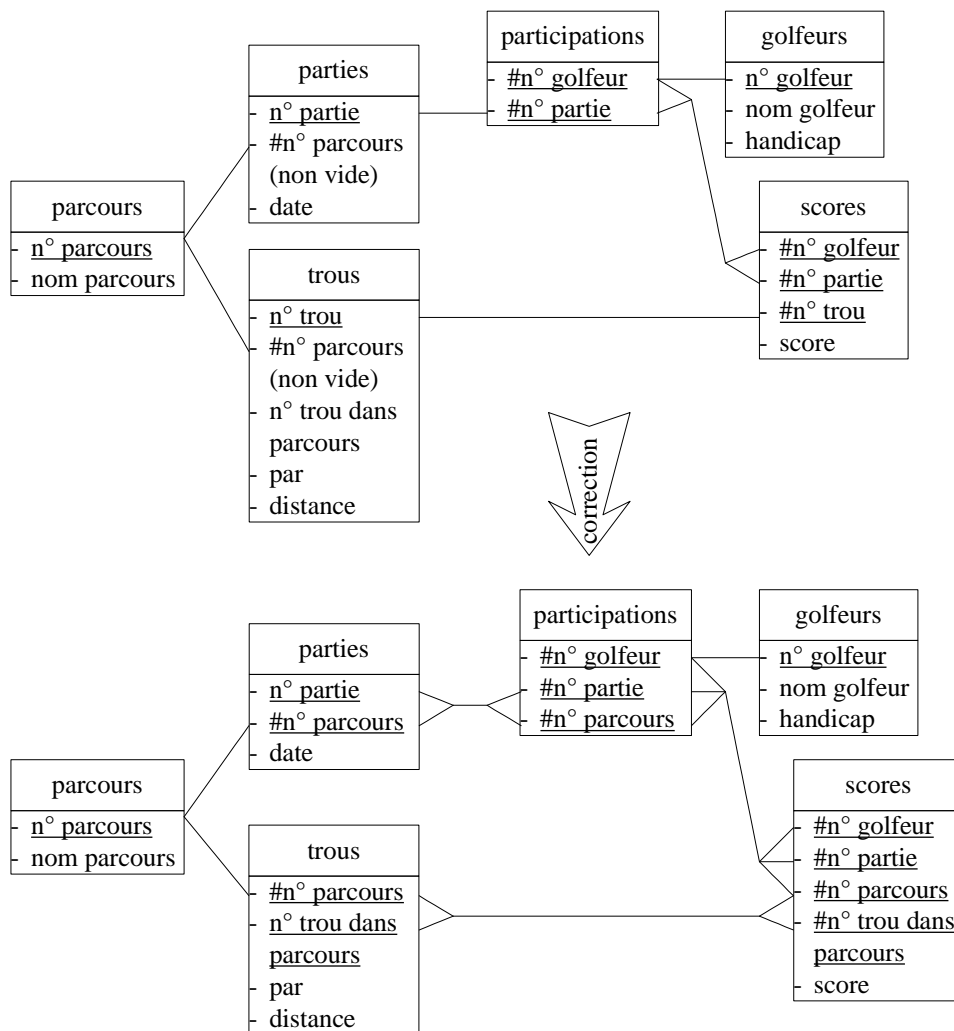 participations
#n° golfeur
#n° partie
golfeurs
n° golfeur
nom golfeur
handicap
parties
n° partie
#n° parcours
(non vide)
date
parcours
n° parcours
nom parcours
scores
#n° golfeur
#n° partie
#n° trou
score
trous
n° trou
#n° parcours
(non vide)
n° trou dans
parcours
par
distance
correction
participations
#n° golfeur
#n° partie
#n° parcours
golfeurs
n° golfeur
nom golfeur
handicap
parties
n° partie
#n° parcours
date
parcours
n° parcours
nom parcours
scores
#n° golfeur
#n° partie
#n° parcours
#n° trou dans
parcours
score
trous
#n° parcours
n° trou dans
parcours
par
distance